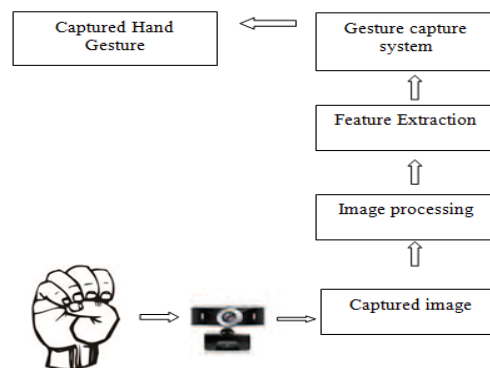 Captured Hand
Gesture
Gesture capture
system
Feature Extraction
Image processing
Captured image